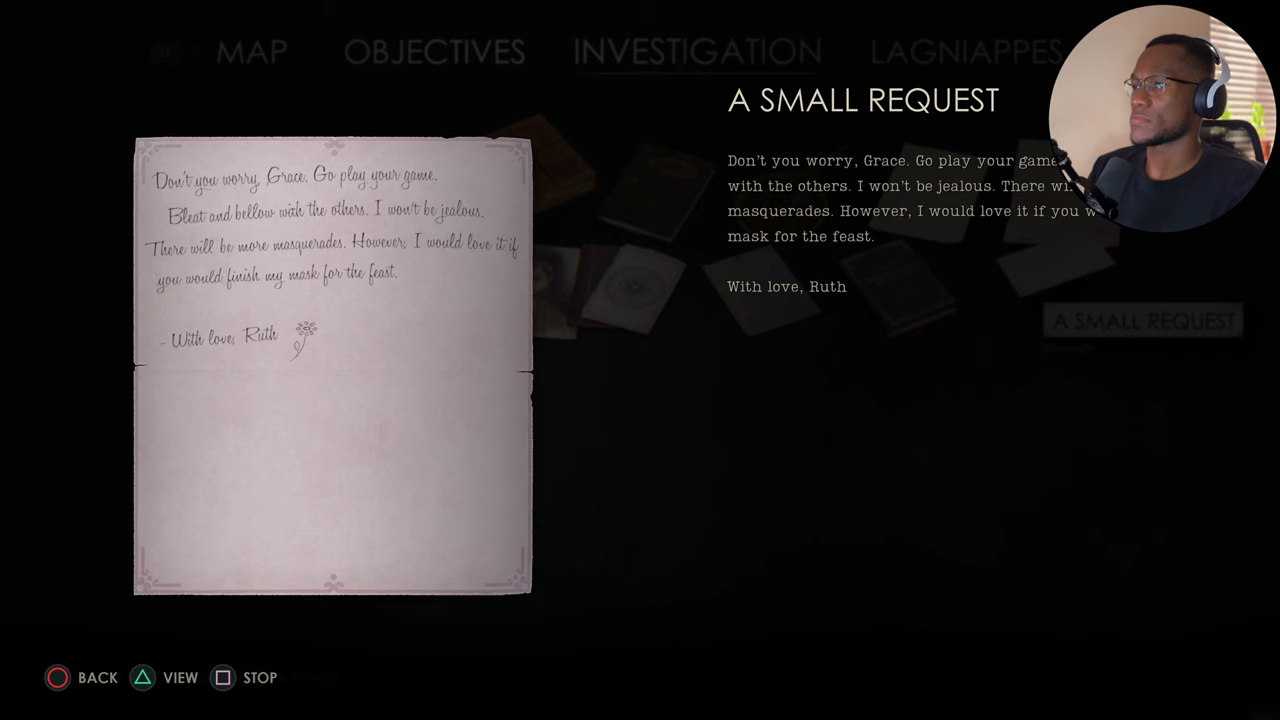 MAP OBJECTIVES INVESTIGATION LAGNIAPPES
A SMALL REQUEST
Don't you worry, Grace. Go play your game.
Bleat and bellow with the others. I won't be jealous.
There will be more masquerades. However, I would love it if
you would finish my mask for the feast.
- With love, Ruth
Don't you worry, Grace. Go play your game
with the others. I won't be jealous. There
masquerades. However, I would love it if you
mask for the feast.
With love, Ruth
A SMALL REQUEST
BACK VIEW STOP